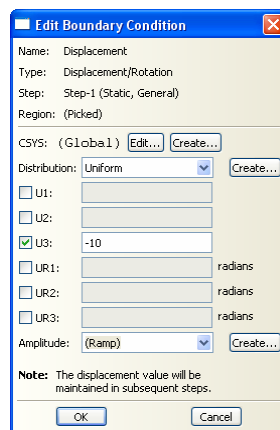 Edit Boundary Condition
Name: Displacement
Type: Displacement/Rotation
Step: Step-1 (Static, General)
Region: (Picked)
CSYS: (Global) Edit... Create...
Distribution: Uniform Create...
U1:
U2:
U3: -10
UR1: radians
UR2: radians
UR3: radians
Amplitude: (Ramp) Create...
Note: The displacement value will be
maintained in subsequent steps.
OK Cancel